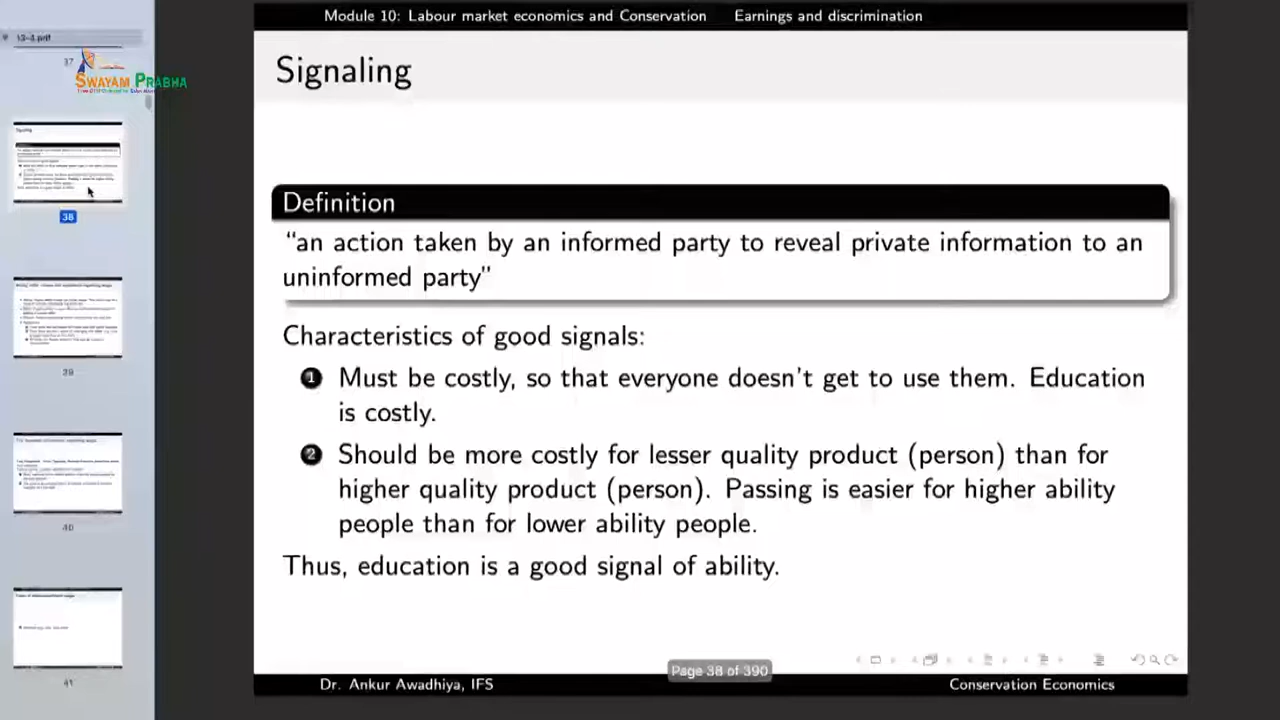 Module 10: Labour market economics and Conservation Earnings and discrimination
13-4.pdf
37
SWAYAM PRABHA
Signaling
Definition
“an action taken by an informed party to reveal private information to an
uninformed party”
Characteristics of good signals:
1 Must be costly, so that everyone doesn't get to use them. Education
is costly.
2 Should be more costly for lesser quality product (person) than for
higher quality product (person). Passing is easier for higher ability
people than for lower ability people.
Thus, education is a good signal of ability.
38
39
40
41
Page 38 of 390
Dr. Ankur Awadhiya, IFS Conservation Economics